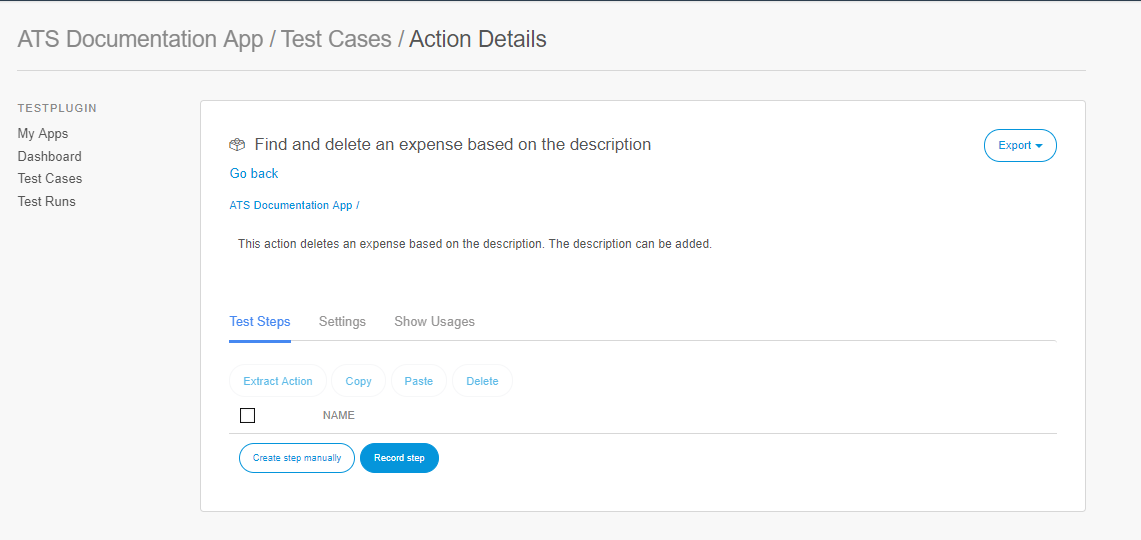 ATS Documentation App / Test Cases / Action Details
TESTPLUGIN
My Apps
Dashboard
Test Cases
Test Runs
Find and delete an expense based on the description
Export
Go back
ATS Documentation App /
This action deletes an expense based on the description. The description can be added.
Test Steps Settings Show Usages
Extract Action Copy Paste Delete
NAME
Create step manually Record step